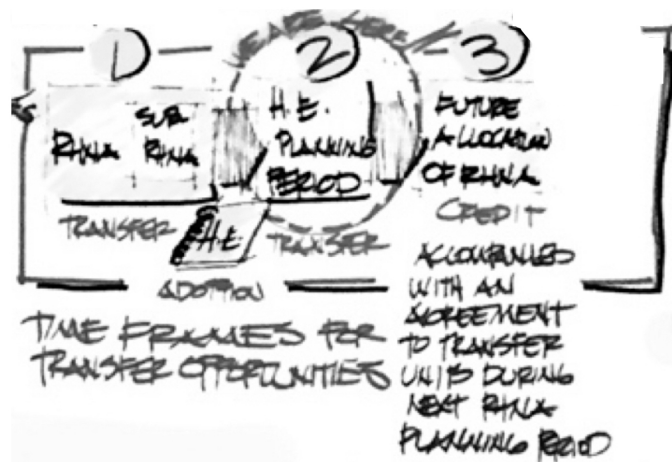 WE ARE HERE
1 2 3
RHNA
SUB RHNA
H.E. PLANNING PERIOD
FUTURE ALLOCATION OF RHNA
TRANSFER
H.E.
TRANSFER
CREDIT
ADOPTION
ACCOMPANIED
WITH AN
AGREEMENT
TO TRANSFER
UNITS DURING
NEXT RHNA
PLANNING PERIOD
TIME FRAMES FOR
TRANSFER OPPORTUNITIES